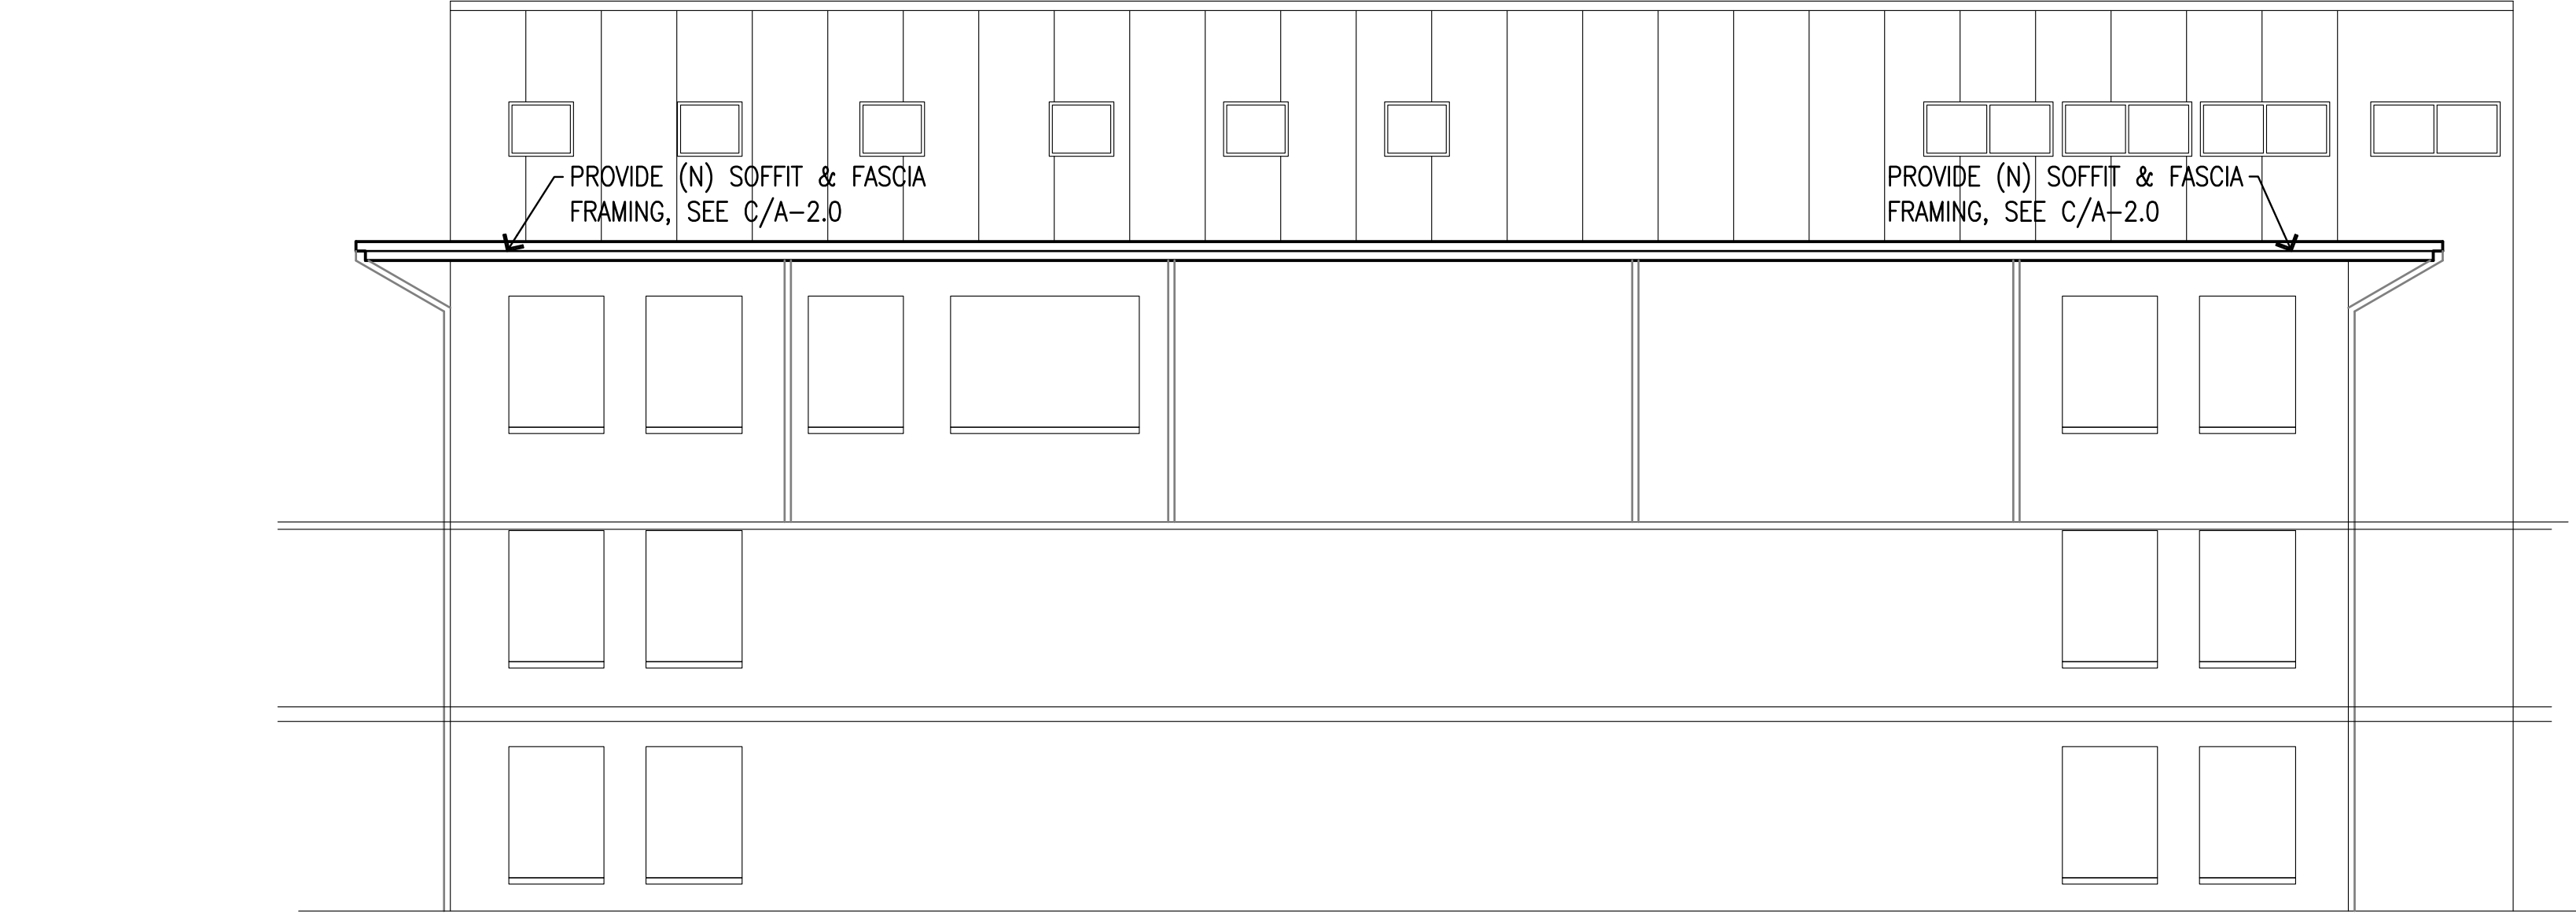 PROVIDE (N) SOFFIT & FASCIA
FRAMING, SEE C/A-2.0
PROVIDE (N) SOFFIT & FASCIA
FRAMING, SEE C/A-2.0